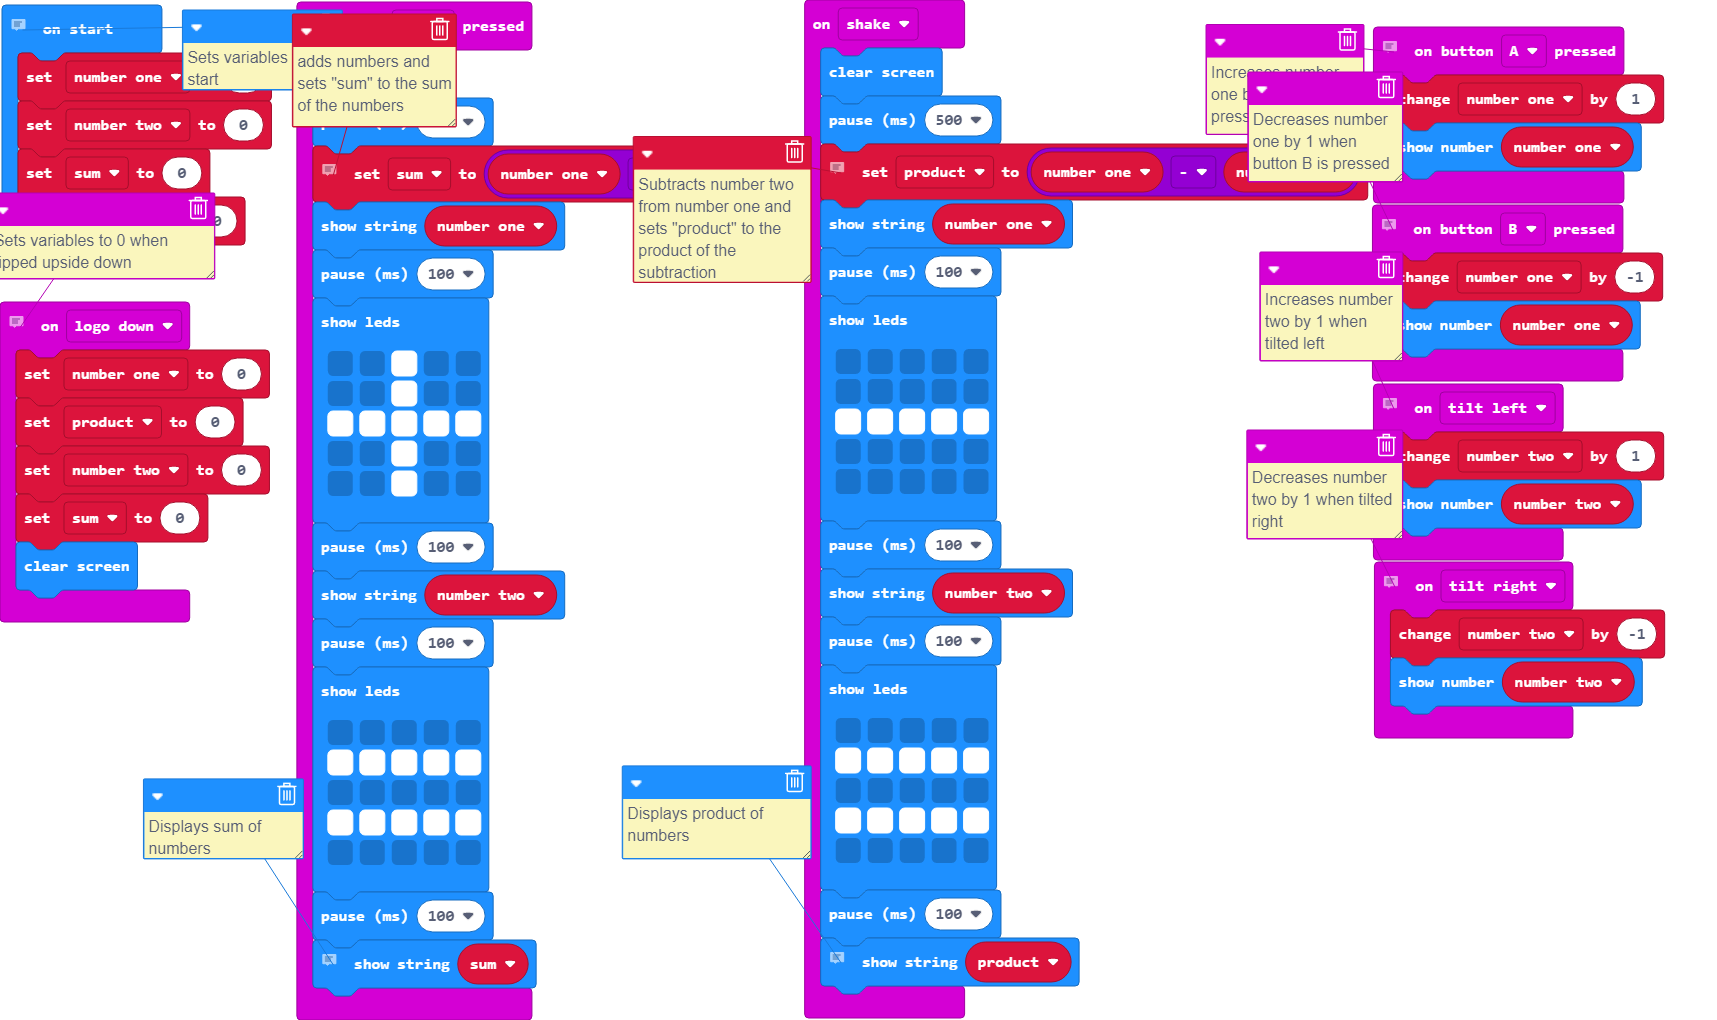 on start
set number one
set number two to 0
set sum to 0
0
Sets variables
start
Sets variables to 0 when
ipped upside down
on logo down
set number one to 0
set product to 0
set number two to 0
set sum to 0
clear screen
pressed
adds numbers and
sets "sum" to the sum
of the numbers
set sum to number one
show string number one
pause (ms) 100
show leds
pause (ms) 100
show string number two
pause (ms) 100
show leds
pause (ms) 100
Displays sum of
numbers
show string sum
on shake
clear screen
pause (ms) 500
set product to number one -
Subtracts number two
from number one and
sets "product" to the
product of the
subtraction
show string number one
pause (ms) 100
show leds
pause (ms) 100
show string number two
pause (ms) 100
show leds
pause (ms) 100
Displays product of
numbers
show string product
Increases number
one b
press
on button A pressed
change number one by 1
show number number one
Decreases number
one by 1 when
button B is pressed
on button B pressed
change number one by -1
show number number one
Increases number
two by 1 when
tilted left
on tilt left
change number two by 1
show number number two
Decreases number
two by 1 when tilted
right
on tilt right
change number two by -1
show number number two